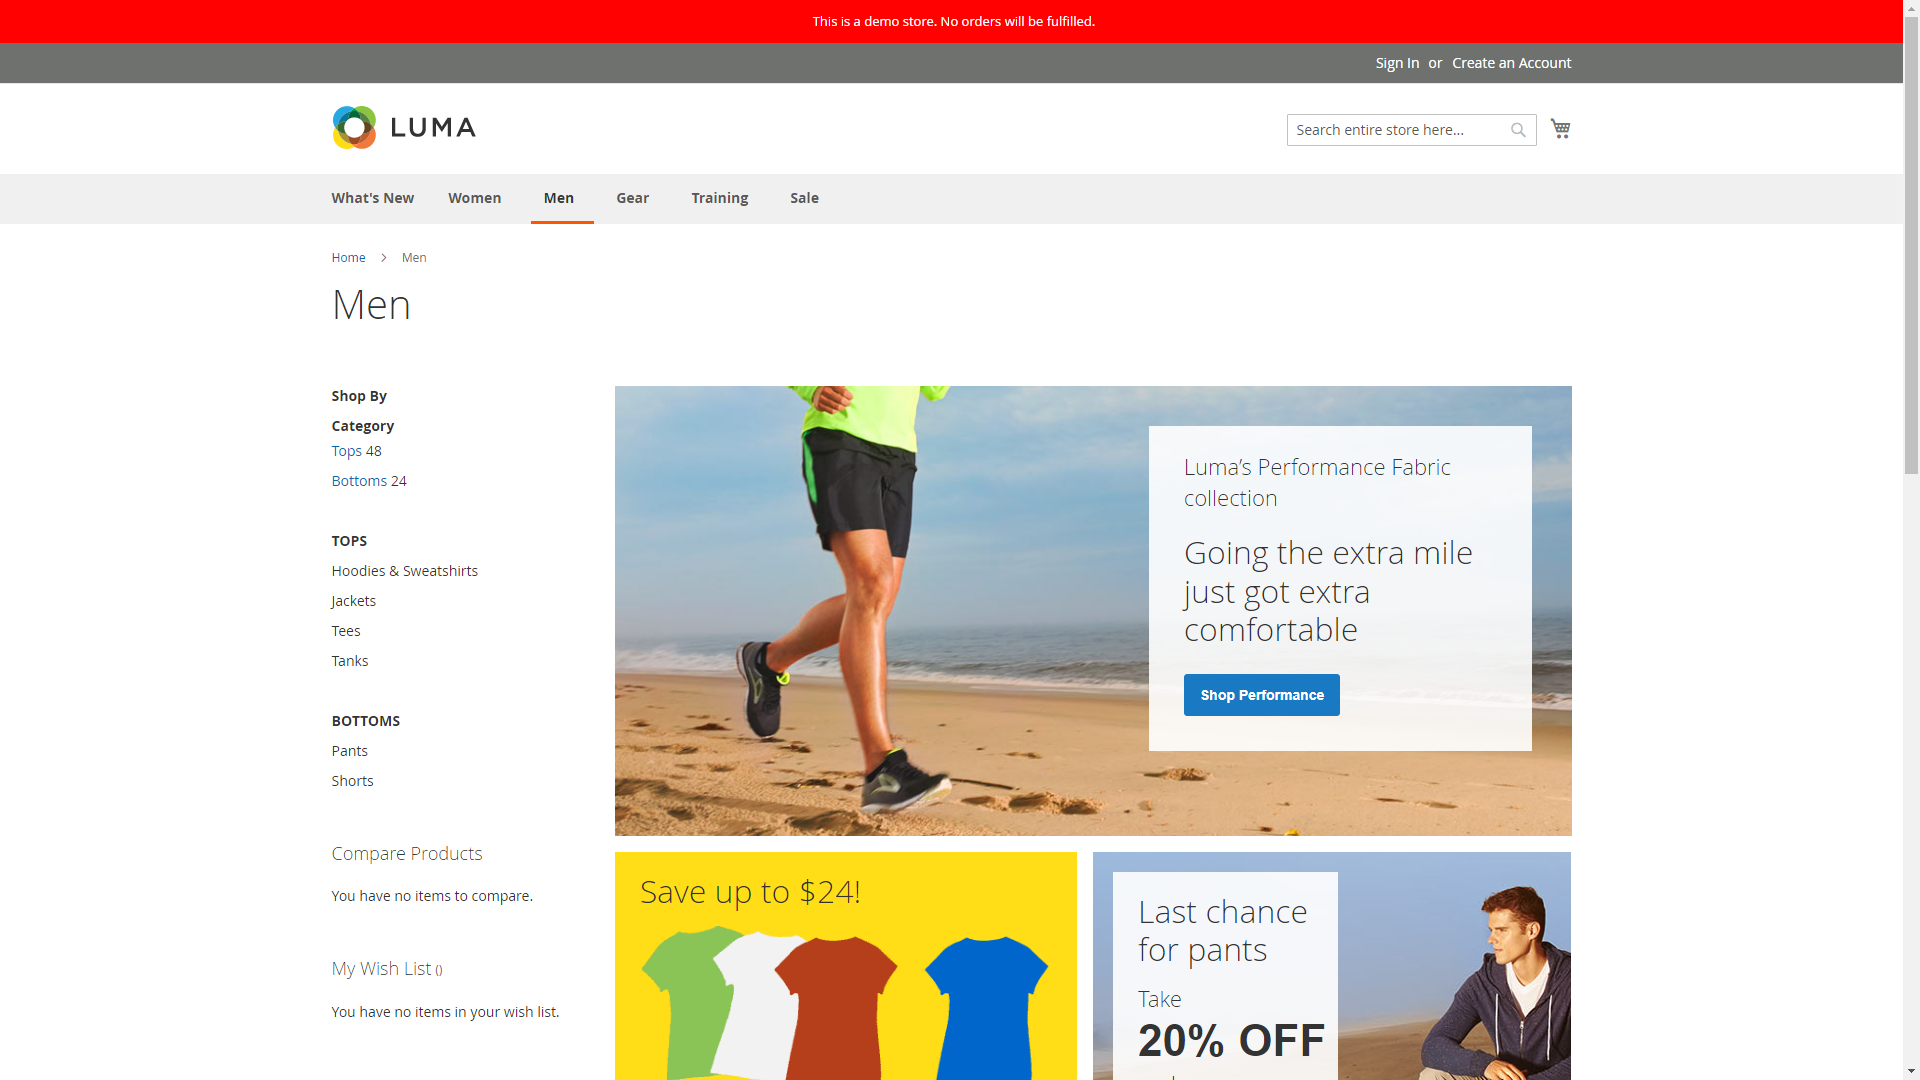 This is a demo store. No orders will be fulfilled.
Sign In or Create an Account
LUMA
Search entire store here...
What's New Women Men Gear Training Sale
Home > Men
Men
Shop By
Category
Tops 48
Bottoms 24
TOPS
Hoodies & Sweatshirts
Jackets
Tees
Tanks
BOTTOMS
Pants
Shorts
Compare Products
You have no items to compare.
My Wish List ()
You have no items in your wish list.
Luma’s Performance Fabric
collection
Going the extra mile
just got extra
comfortable
Shop Performance
Save up to $24!
Last chance
for pants
Take
20% OFF